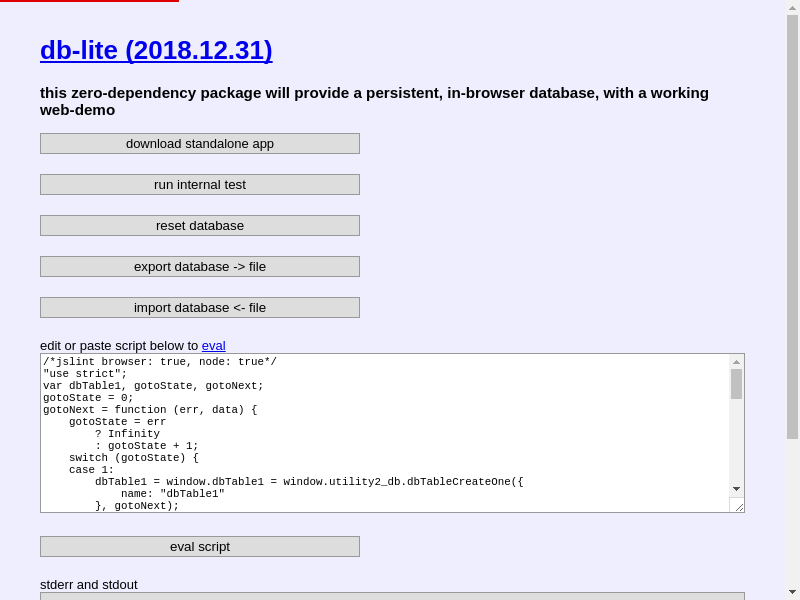 db-lite (2018.12.31)
this zero-dependency package will provide a persistent, in-browser database, with a working
web-demo
download standalone app
run internal test
reset database
export database -> file
import database <- file
edit or paste script below to eval
/*jslint browser: true, node: true*/
"use strict";
var dbTable1, gotoState, gotoNext;
gotoState = 0;
gotoNext = function (err, data) {
    gotoState = err
        ? Infinity
        : gotoState + 1;
    switch (gotoState) {
    case 1:
        dbTable1 = window.dbTable1 = window.utility2_db.dbTableCreateOne({
            name: "dbTable1"
        }, gotoNext);
eval script
stderr and stdout